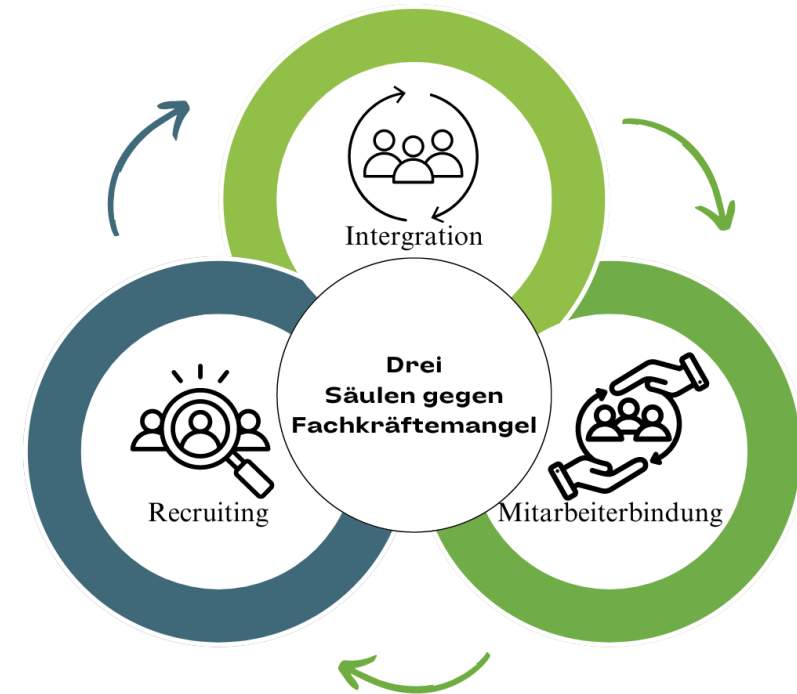 Intergration
Drei
Säulen gegen
Fachkräftemangel
Recruiting
Mitarbeiterbindung